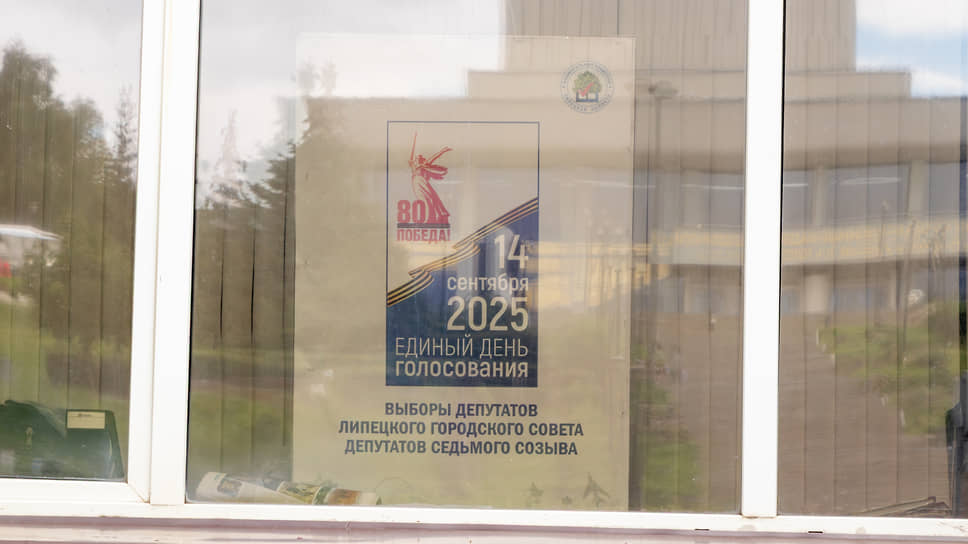 80
ПОБЕДА!
14
сентября
2025
ЕДИНЫЙ ДЕНЬ
ГОЛОСОВАНИЯ
ВЫБОРЫ ДЕПУТАТОВ
ЛИПЕЦКОГО ГОРОДСКОГО СОВЕТА
ДЕПУТАТОВ СЕДЬМОГО СОЗЫВА